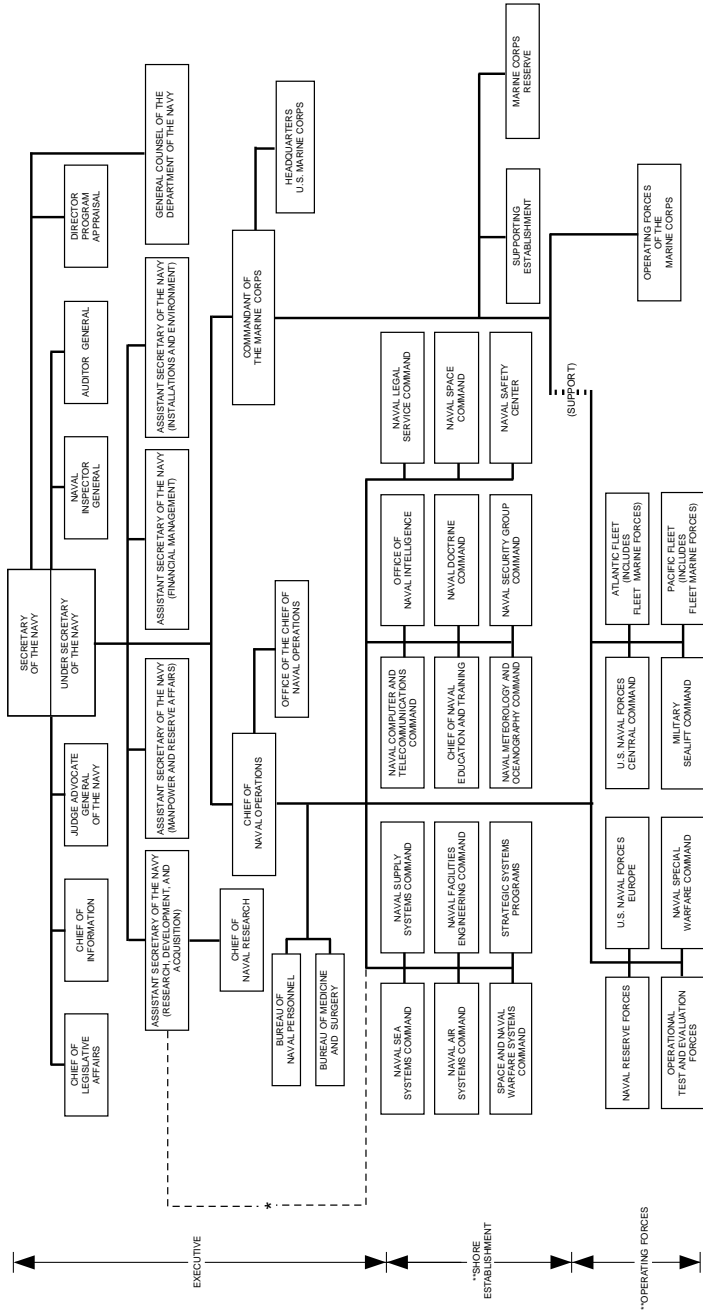 SECRETARY
OF THE NAVY
UNDER SECRETARY
OF THE NAVY
CHIEF OF
LEGISLATIVE
AFFAIRS
CHIEF OF
INFORMATION
JUDGE ADVOCATE
GENERAL
OF THE NAVY
NAVAL
INSPECTOR
GENERAL
AUDITOR GENERAL
DIRECTOR
PROGRAM
APPRAISAL
GENERAL COUNSEL OF THE
DEPARTMENT OF THE NAVY
ASSISTANT SECRETARY OF THE NAVY
(RESEARCH, DEVELOPMENT, AND
ACQUISITION)
ASSISTANT SECRETARY OF THE NAVY
(MANPOWER AND RESERVE AFFAIRS)
ASSISTANT SECRETARY OF THE NAVY
(FINANCIAL MANAGEMENT)
ASSISTANT SECRETARY OF THE NAVY
(INSTALLATIONS AND ENVIRONMENT)
EXECUTIVE
CHIEF OF
NAVAL RESEARCH
CHIEF OF
NAVAL OPERATIONS
COMMANDANT OF
THE MARINE CORPS
OFFICE OF THE CHIEF OF
NAVAL OPERATIONS
HEADQUARTERS
U.S. MARINE CORPS
*
BUREAU OF
NAVAL PERSONNEL
BUREAU OF MEDICINE
AND SURGERY
**SHORE
ESTABLISHMENT
NAVAL SEA
SYSTEMS COMMAND
NAVAL SUPPLY
SYSTEMS COMMAND
NAVAL COMPUTER AND
TELECOMMUNICATIONS
COMMAND
OFFICE OF
NAVAL INTELLIGENCE
NAVAL LEGAL
SERVICE COMMAND
NAVAL AIR
SYSTEMS COMMAND
NAVAL FACILITIES
ENGINEERING COMMAND
CHIEF OF NAVAL
EDUCATION AND TRAINING
NAVAL DOCTRINE
COMMAND
NAVAL SPACE
COMMAND
SPACE AND NAVAL
WARFARE SYSTEMS
COMMAND
STRATEGIC SYSTEMS
PROGRAMS
NAVAL METEOROLOGY AND
OCEANOGRAPHY COMMAND
NAVAL SECURITY GROUP
COMMAND
NAVAL SAFETY
CENTER
SUPPORTING
ESTABLISHMENT
MARINE CORPS
RESERVE
(SUPPORT)
**OPERATING FORCES
NAVAL RESERVE FORCES
U.S. NAVAL FORCES
EUROPE
U.S. NAVAL FORCES
CENTRAL COMMAND
ATLANTIC FLEET
(INCLUDES
FLEET MARINE FORCES)
OPERATING FORCES
OF THE
MARINE CORPS
OPERATIONAL
TEST AND EVALUATION
FORCES
NAVAL SPECIAL
WARFARE COMMAND
MILITARY
SEALIFT COMMAND
PACIFIC FLEET
(INCLUDES
FLEET MARINE FORCES)